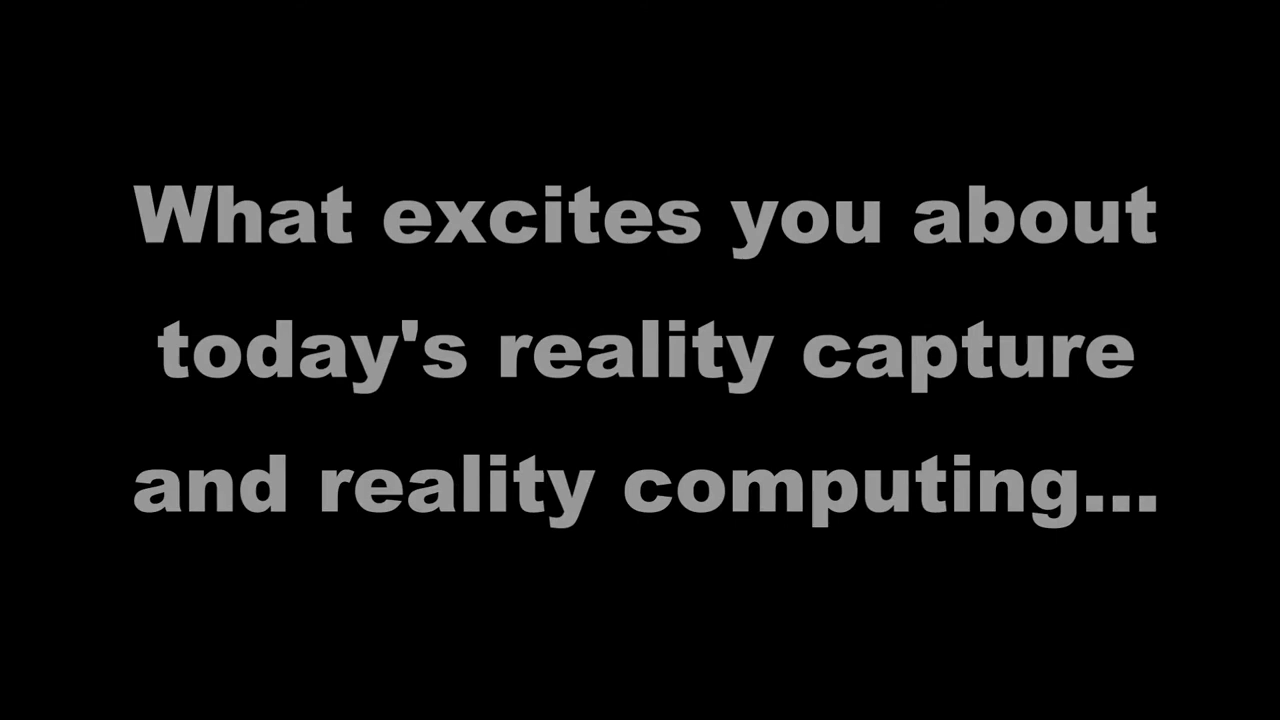 What excites you about
today's reality capture
and reality computing...